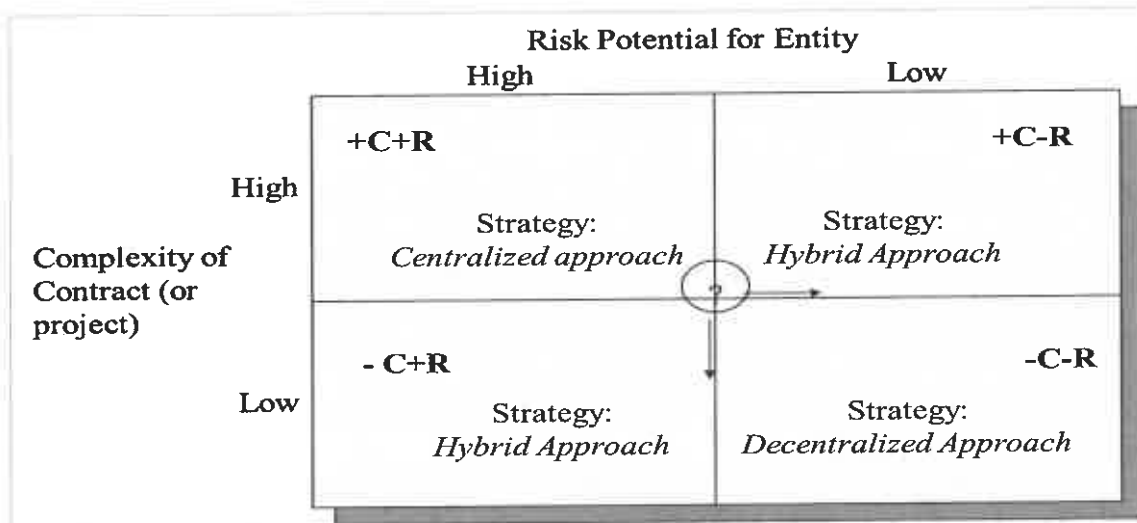 Risk Potential for Entity
High Low
+C+R +C-R
High
Strategy: Strategy:
Centralized approach Hybrid Approach
Complexity of
Contract (or
project)
?
- C+R -C-R
Low
Strategy: Strategy:
Hybrid Approach Decentralized Approach